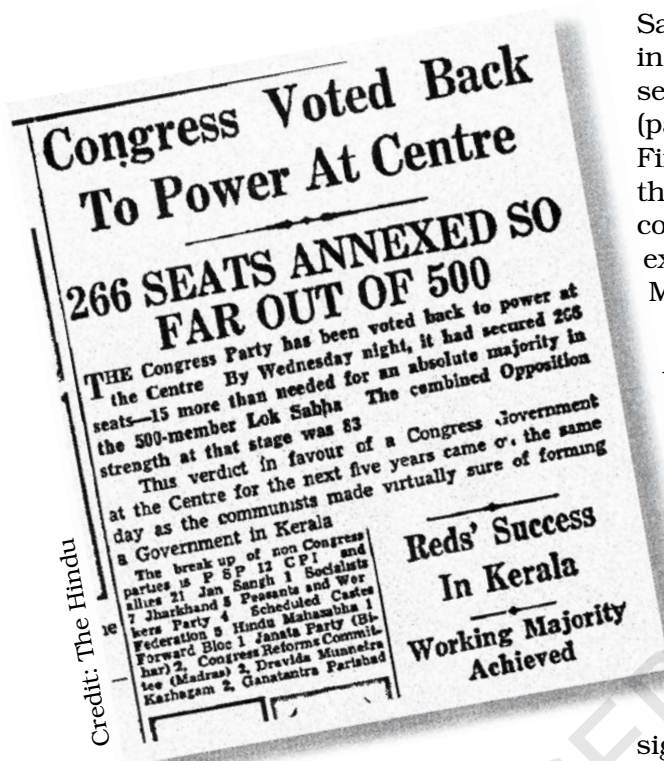 Congress Voted Back
To Power At Centre
266 SEATS ANNEXED SO
FAR OUT OF 500
THE Congress Party has been voted back to power at
the Centre By Wednesday night, it had secured 266
seats—15 more than needed for an absolute majority in
the 500-member Lok Sabha The combined Opposition
strength at that stage was 83
This verdict in favour of a Congress Government
at the Centre for the next five years came on the same
day as the communists made virtually sure of forming
a Government in Kerala
The break up of non Congress
parties is P S P 12 C P I and
allies 21 Jan Sangh 1 Socialists
7 Jharkhand 5 Peasants and Wor
kers Party 4 Scheduled Castes
Federation 5 Hindu Mahasabha 1
Forward Bloc 1 Janata Party (Bi-
har) 2, Congress Reforms Commit-
tee (Madras) 2, Dravida Munnetra
Kazhagam 2, Ganatantra Parishad
Reds' Success
In Kerala
Working Majority
Achieved
Credit: The Hindu
Sa
in
se
(pa
Fi
th
co
ex
M
sig